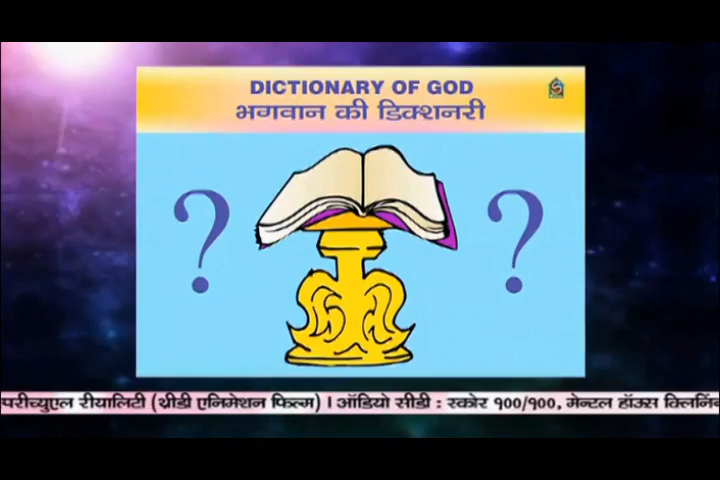 DICTIONARY OF GOD
भगवान की डिक्शनरी
? ?
परीच्युएल रीयालिटी (थ्रीडी एनिमेशन फिल्म) । ऑडियो सीडी : स्कोर १००/१००, मेन्टल हॉउस क्लिनिंग